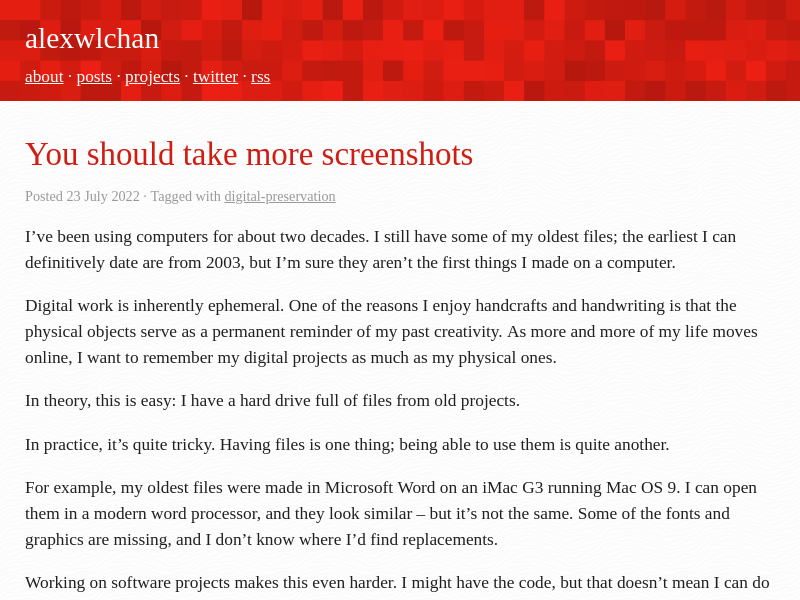 alexwlchan
about · posts · projects · twitter · rss
You should take more screenshots
Posted 23 July 2022 · Tagged with digital-preservation
I’ve been using computers for about two decades. I still have some of my oldest files; the earliest I can
definitively date are from 2003, but I’m sure they aren’t the first things I made on a computer.
Digital work is inherently ephemeral. One of the reasons I enjoy handcrafts and handwriting is that the
physical objects serve as a permanent reminder of my past creativity. As more and more of my life moves
online, I want to remember my digital projects as much as my physical ones.
In theory, this is easy: I have a hard drive full of files from old projects.
In practice, it’s quite tricky. Having files is one thing; being able to use them is quite another.
For example, my oldest files were made in Microsoft Word on an iMac G3 running Mac OS 9. I can open
them in a modern word processor, and they look similar – but it’s not the same. Some of the fonts and
graphics are missing, and I don’t know where I’d find replacements.
Working on software projects makes this even harder. I might have the code, but that doesn’t mean I can do